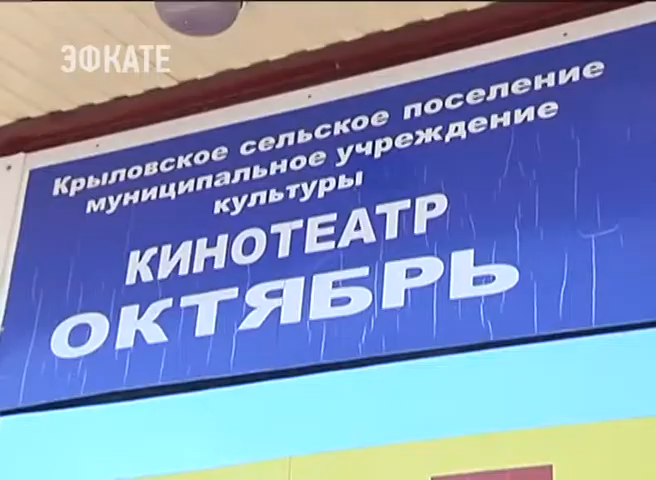 ЭФКАТЕ
Крыловское сельское поселение
муниципальное учреждение
культуры
КИНОТЕАТР
ОКТЯБРЬ